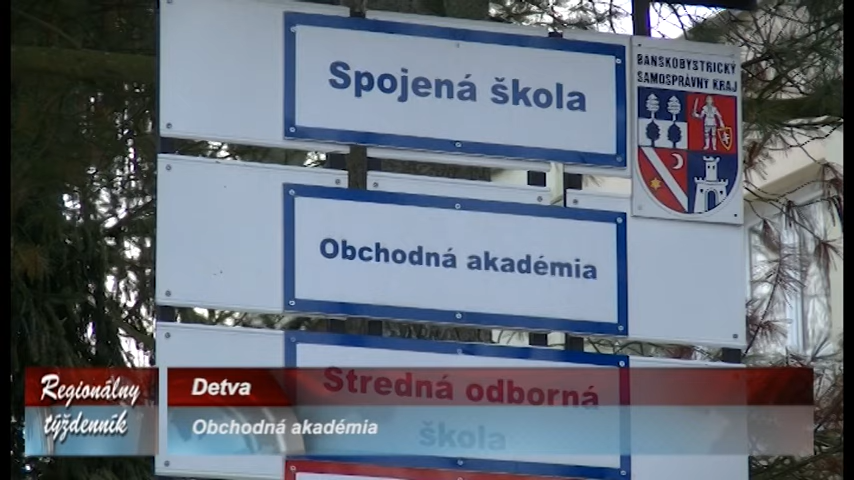 Spojená škola
BANSKOBYSTRICKÝ
SAMOSPRÁVNY KRAJ
Obchodná akadémia
Stredná odborná
škola
Regionálny
týždenník
Detva
Obchodná akadémia